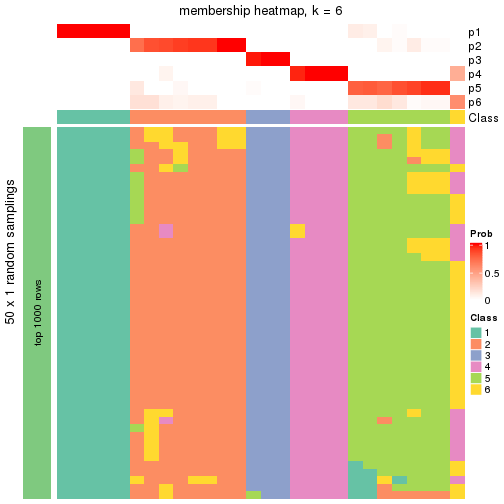 membership heatmap, k = 6
p1
p2
p3
p4
p5
p6
Class
50 x 1 random samplings
top 1000 rows
Prob
1
0.5
0
Class
1
2
3
4
5
6